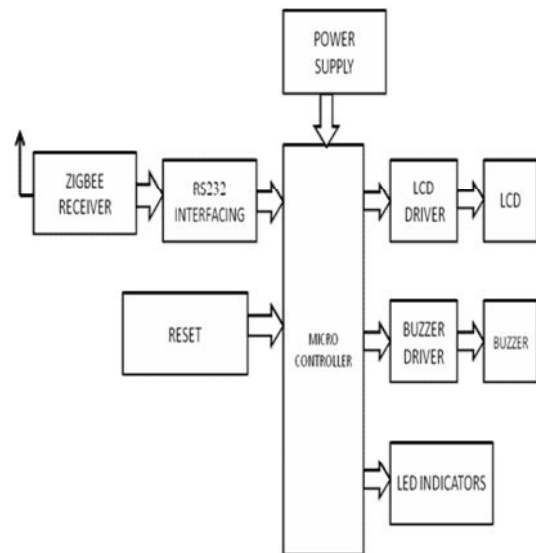 POWER
SUPPLY
ZIGBEE
RECEIVER
RS232
INTERFACING
LCD
DRIVER
LCD
RESET
MICRO
CONTROLLER
BUZZER
DRIVER
BUZZER
LED INDICATORS